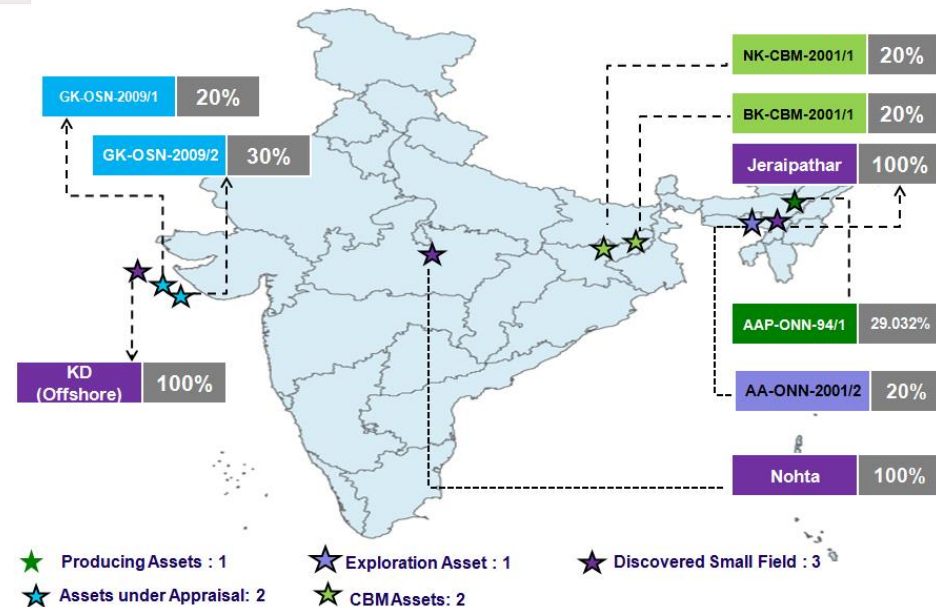 NK-CBM-2001/1 20%
GK-OSN-2009/1 20%
BK-CBM-2001/1 20%
GK-OSN-2009/2 30%
Jeraipathar 100%
AAP-ONN-94/1 29.032%
KD
(Offshore) 100%
AA-ONN-2001/2 20%
Nohta 100%
Producing Assets : 1
Exploration Asset : 1
Discovered Small Field : 3
Assets under Appraisal: 2
CBM Assets: 2